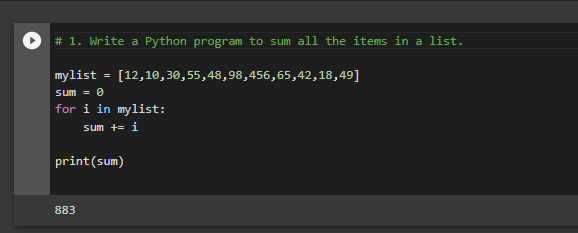 # 1. Write a Python program to sum all the items in a list.
mylist = [12,10,30,55,48,98,456,65,42,18,49]
sum = 0
for i in mylist:
    sum += i
print(sum)
883